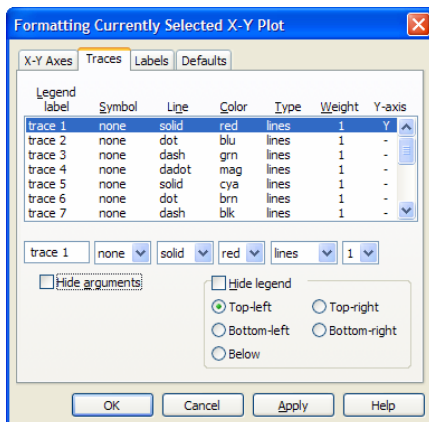 Formatting Currently Selected X-Y Plot
X-Y Axes Traces Labels Defaults
Legend label Symbol Line Color Type Weight Y-axis
trace 1 none solid red lines 1 Y
trace 2 none dot blu lines 1 -
trace 3 none dash grn lines 1 -
trace 4 none dadot mag lines 1 -
trace 5 none solid cya lines 1 -
trace 6 none dot brn lines 1 -
trace 7 none dash blk lines 1 -
trace 1 none solid red lines 1
Hide arguments
Hide legend
Top-left Top-right
Bottom-left Bottom-right
Below
OK Cancel Apply Help